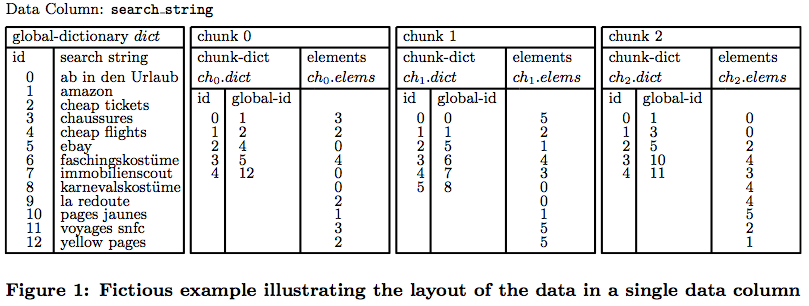 Data Column: search_string
global-dictionary dict chunk 0 chunk 1 chunk 2
id search string chunk-dict elements chunk-dict elements chunk-dict elements
0 ab in den Urlaub ch0.dict ch0.elems ch1.dict ch1.elems ch2.dict ch2.elems
1 amazon id global-id id global-id id global-id
2 cheap tickets
3 chaussures 0 1 3 0 0 5 0 1 0
4 cheap flights 1 2 2 1 1 2 1 3 0
5 ebay 2 4 0 2 5 1 2 5 2
6 faschingskostüme 3 5 4 3 6 4 3 10 4
7 immobilienscout 4 12 0 4 7 3 4 11 3
8 karnevalskostüme 0 5 8 0 4
9 la redoute 2 0 4
10 pages jaunes 1 1 5
11 voyages snfc 3 5 2
12 yellow pages 2 5 1
Figure 1: Fictious example illustrating the layout of the data in a single data column